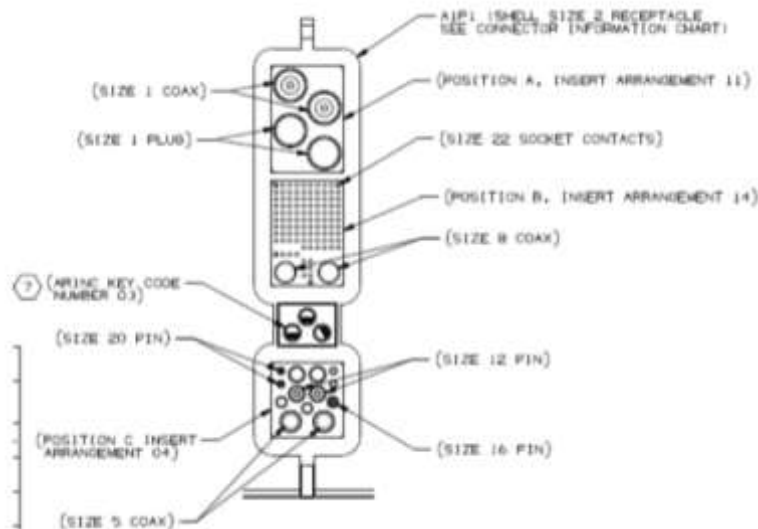 A1P1 (SHELL SIZE 2 RECEPTACLE
SEE CONNECTOR INFORMATION CHART)
(SIZE 1 COAX)
(POSITION A, INSERT ARRANGEMENT 11)
(SIZE 1 PLUG)
(SIZE 22 SOCKET CONTACTS)
(POSITION B, INSERT ARRANGEMENT 14)
(SIZE 8 COAX)
7
(ARINC KEY CODE
NUMBER 03)
(SIZE 20 PIN)
(SIZE 12 PIN)
(POSITION C INSERT
ARRANGEMENT 04)
(SIZE 16 PIN)
(SIZE 5 COAX)